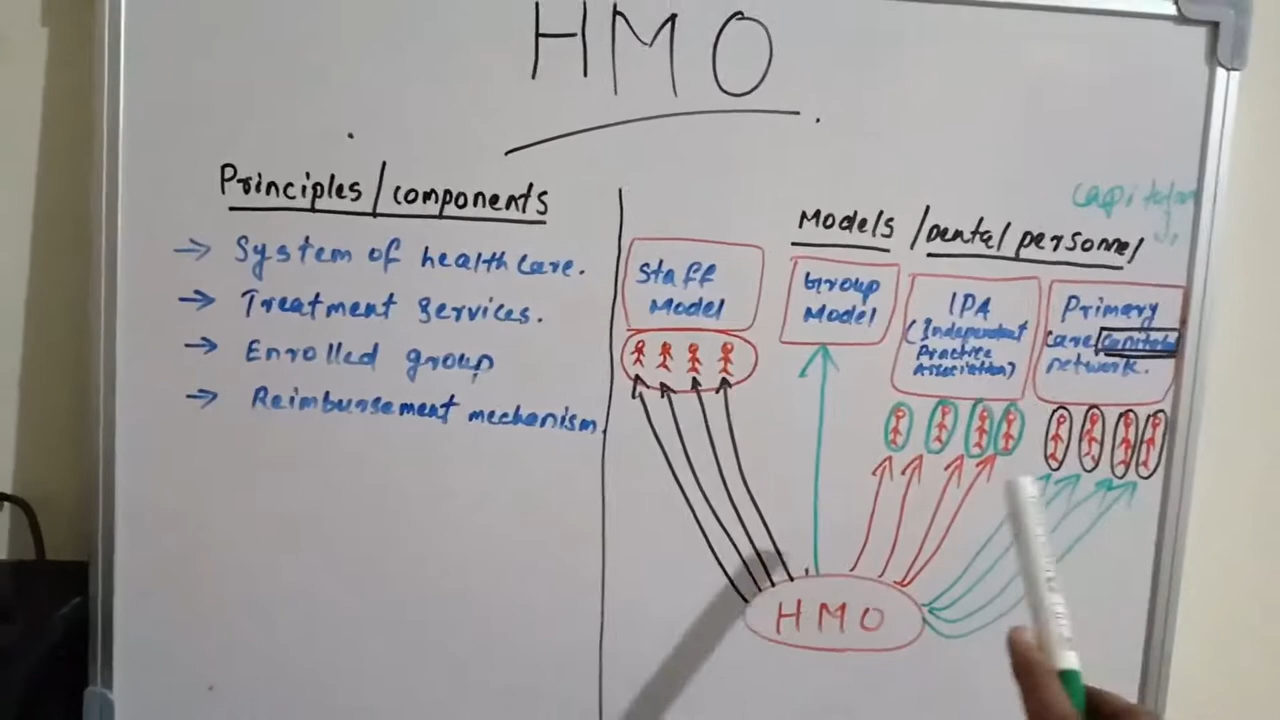 HMO
Principles/components
→ System of health care.
→ Treatment services.
→ Enrolled group
→ Reimbursement mechanism.
Models /Dental personnel
Staff
Model
Group
Model
IPA
(Independent
Practice
Association)
Primary
care
network.
HMO